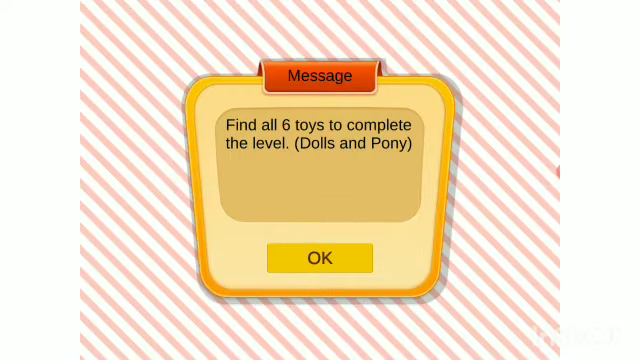 Message
Find all 6 toys to complete
the level. (Dolls and Pony)
OK